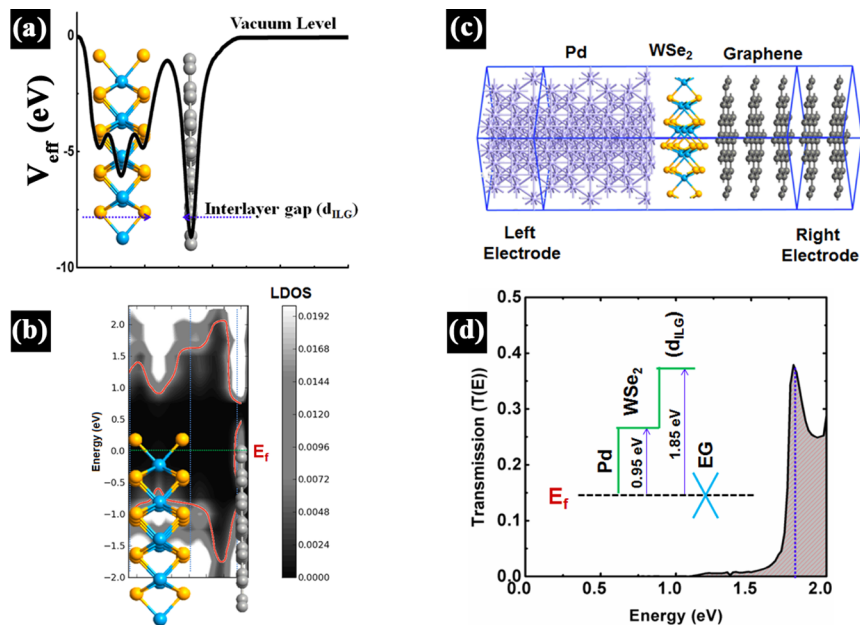 (a)
Vacuum Level
0
-5
-10
V_eff (eV)
Interlayer gap (d_ILG)
(c)
Pd
WSe₂
Graphene
Left
Electrode
Right
Electrode
(b)
LDOS
2.0
1.5
1.0
0.5
0.0
-0.5
-1.0
-1.5
-2.0
Energy (eV)
E_f
0.0192
0.0168
0.0144
0.0120
0.0096
0.0072
0.0048
0.0024
0.0000
(d)
0.5
0.4
0.3
0.2
0.1
0.0
Transmission (T(E))
Pd
WSe₂
(d_ILG)
0.95 eV
1.85 eV
EG
E_f
0.0
0.5
1.0
1.5
2.0
Energy (eV)